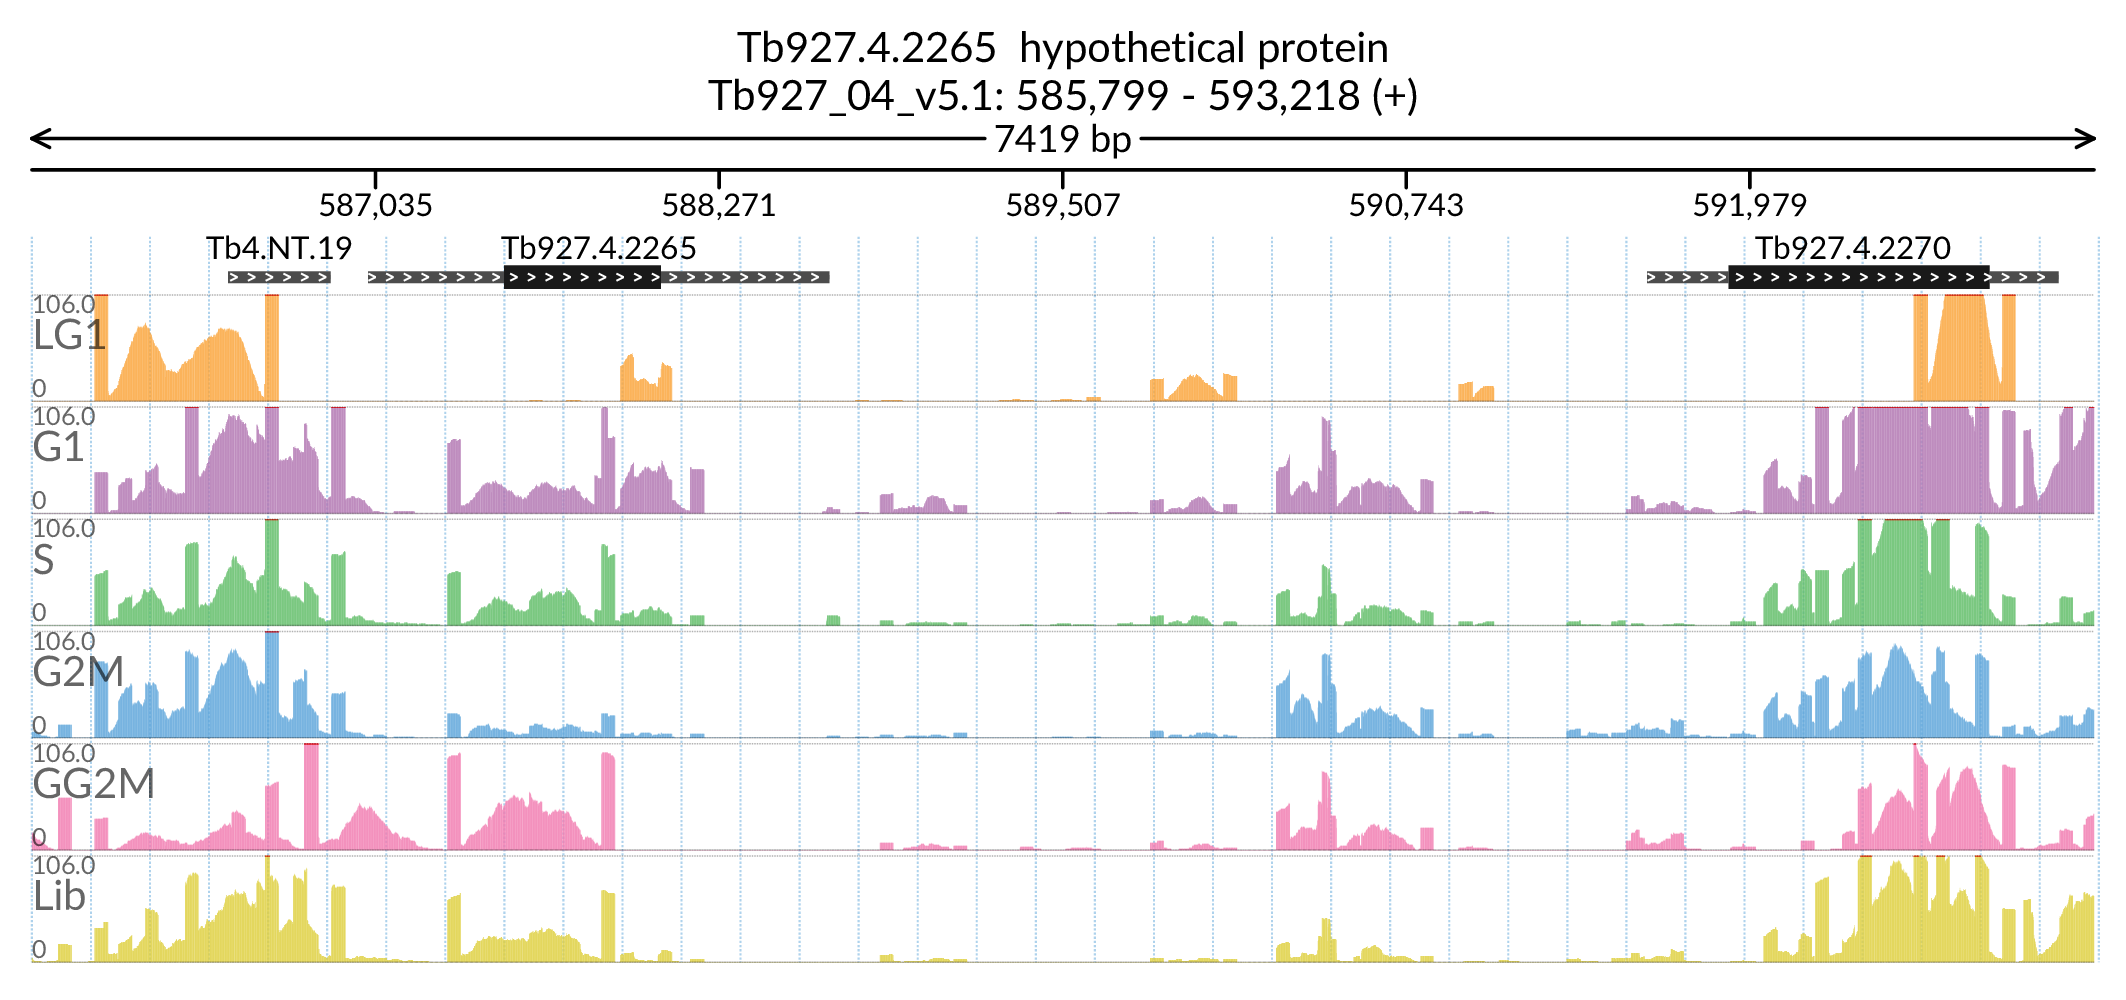 Tb927.4.2265  hypothetical protein
Tb927_04_v5.1: 585,799 - 593,218 (+)
7419 bp
587,035 588,271 589,507 590,743 591,979
Tb4.NT.19 Tb927.4.2265 Tb927.4.2270
106.0
LG1
0
106.0
G1
0
106.0
S
0
106.0
G2M
0
106.0
GG2M
0
106.0
Lib
0